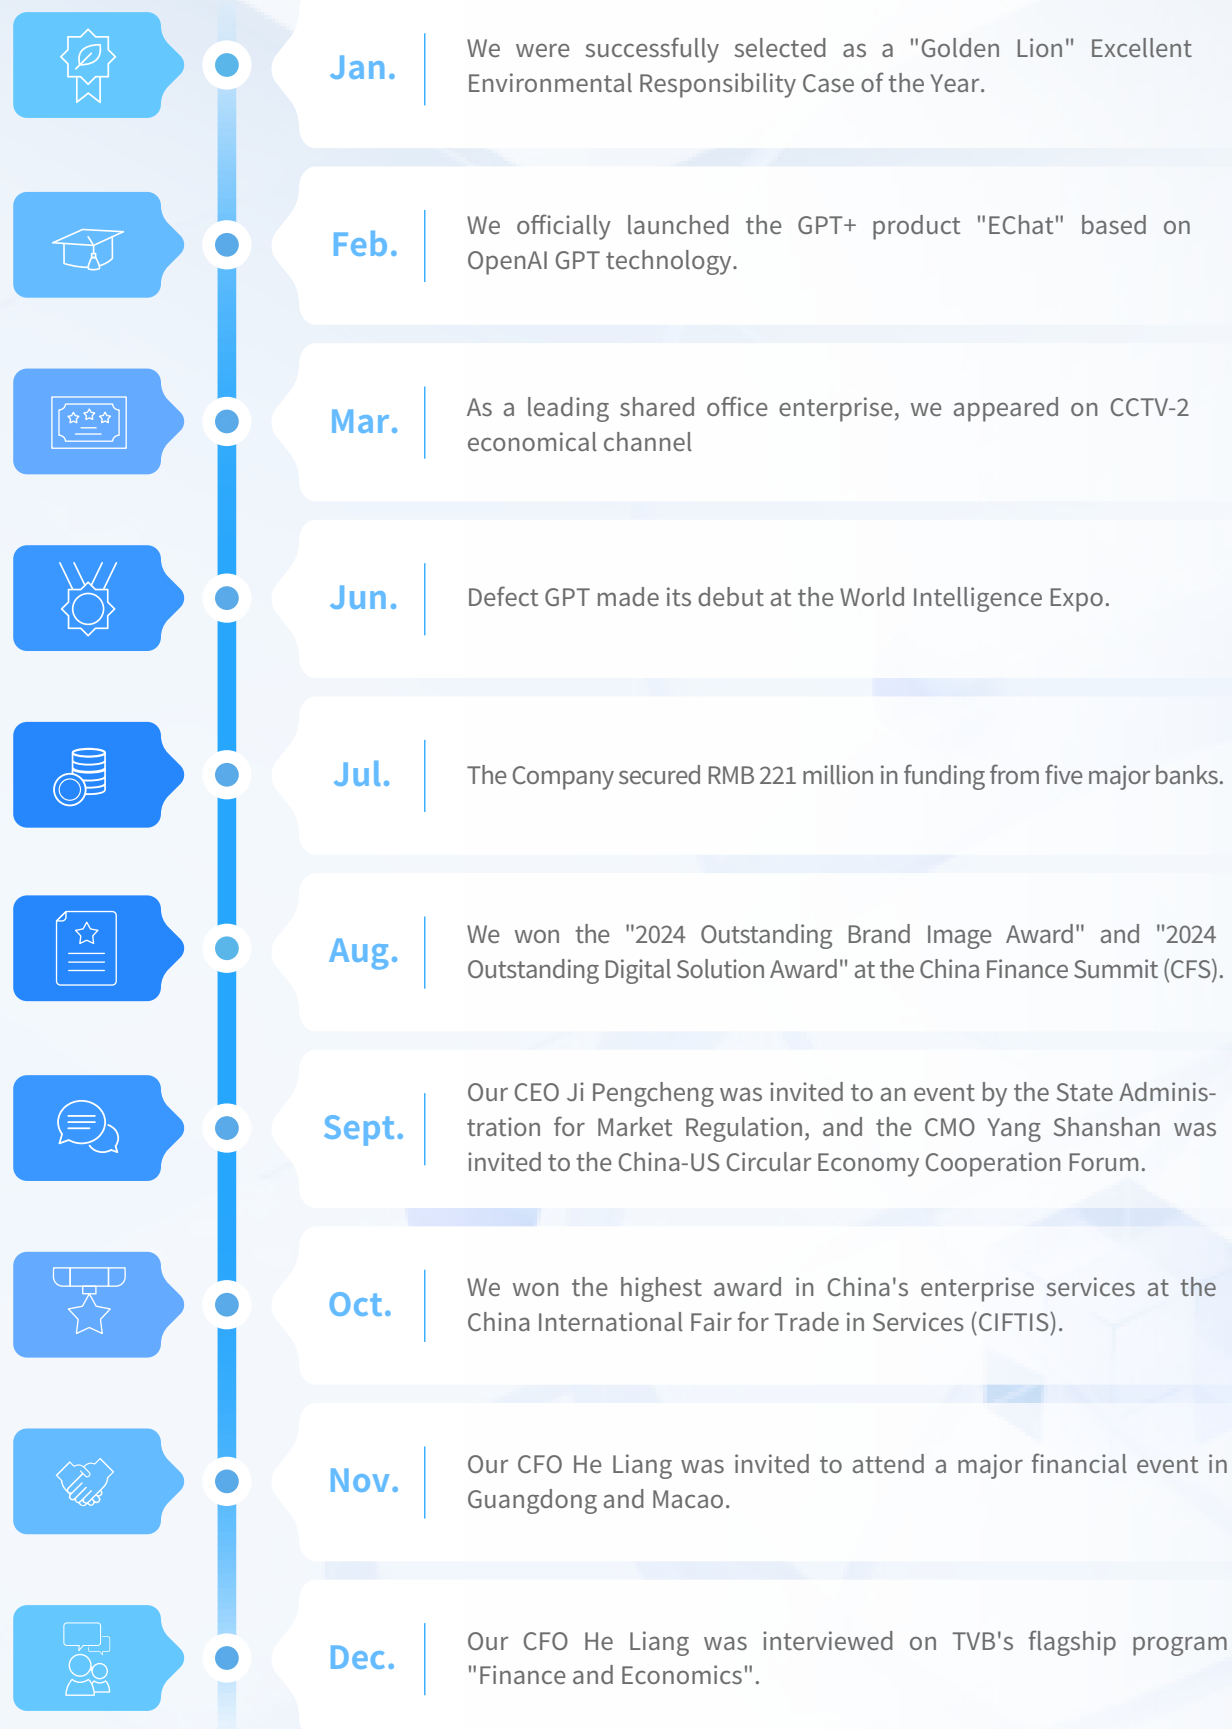 Jan.
We were successfully selected as a "Golden Lion" Excellent
Environmental Responsibility Case of the Year.
Feb.
We officially launched the GPT+ product "EChat" based on
OpenAI GPT technology.
Mar.
As a leading shared office enterprise, we appeared on CCTV-2
economical channel
Jun.
Defect GPT made its debut at the World Intelligence Expo.
Jul.
The Company secured RMB 221 million in funding from five major banks.
Aug.
We won the "2024 Outstanding Brand Image Award" and "2024
Outstanding Digital Solution Award" at the China Finance Summit (CFS).
Sept.
Our CEO Ji Pengcheng was invited to an event by the State Adminis-
tration for Market Regulation, and the CMO Yang Shanshan was
invited to the China-US Circular Economy Cooperation Forum.
Oct.
We won the highest award in China's enterprise services at the
China International Fair for Trade in Services (CIFTIS).
Nov.
Our CFO He Liang was invited to attend a major financial event in
Guangdong and Macao.
Dec.
Our CFO He Liang was interviewed on TVB's flagship program
"Finance and Economics".